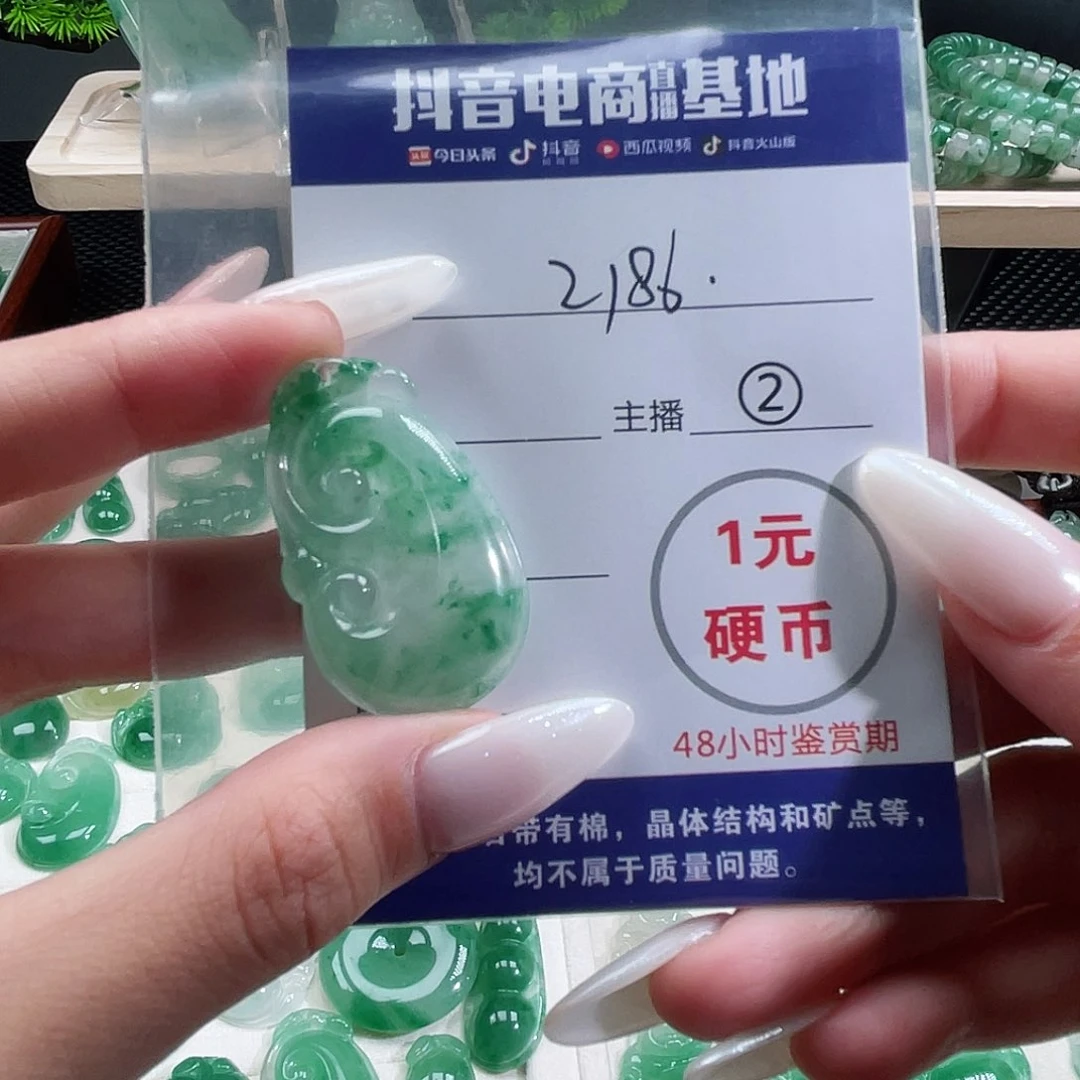 抖音电商直播基地
今日头条 抖音 西瓜视频 抖音火山版
2186.
主播 ②
1元
硬币
48小时鉴赏期
带有棉，晶体结构和矿点等，
均不属于质量问题。